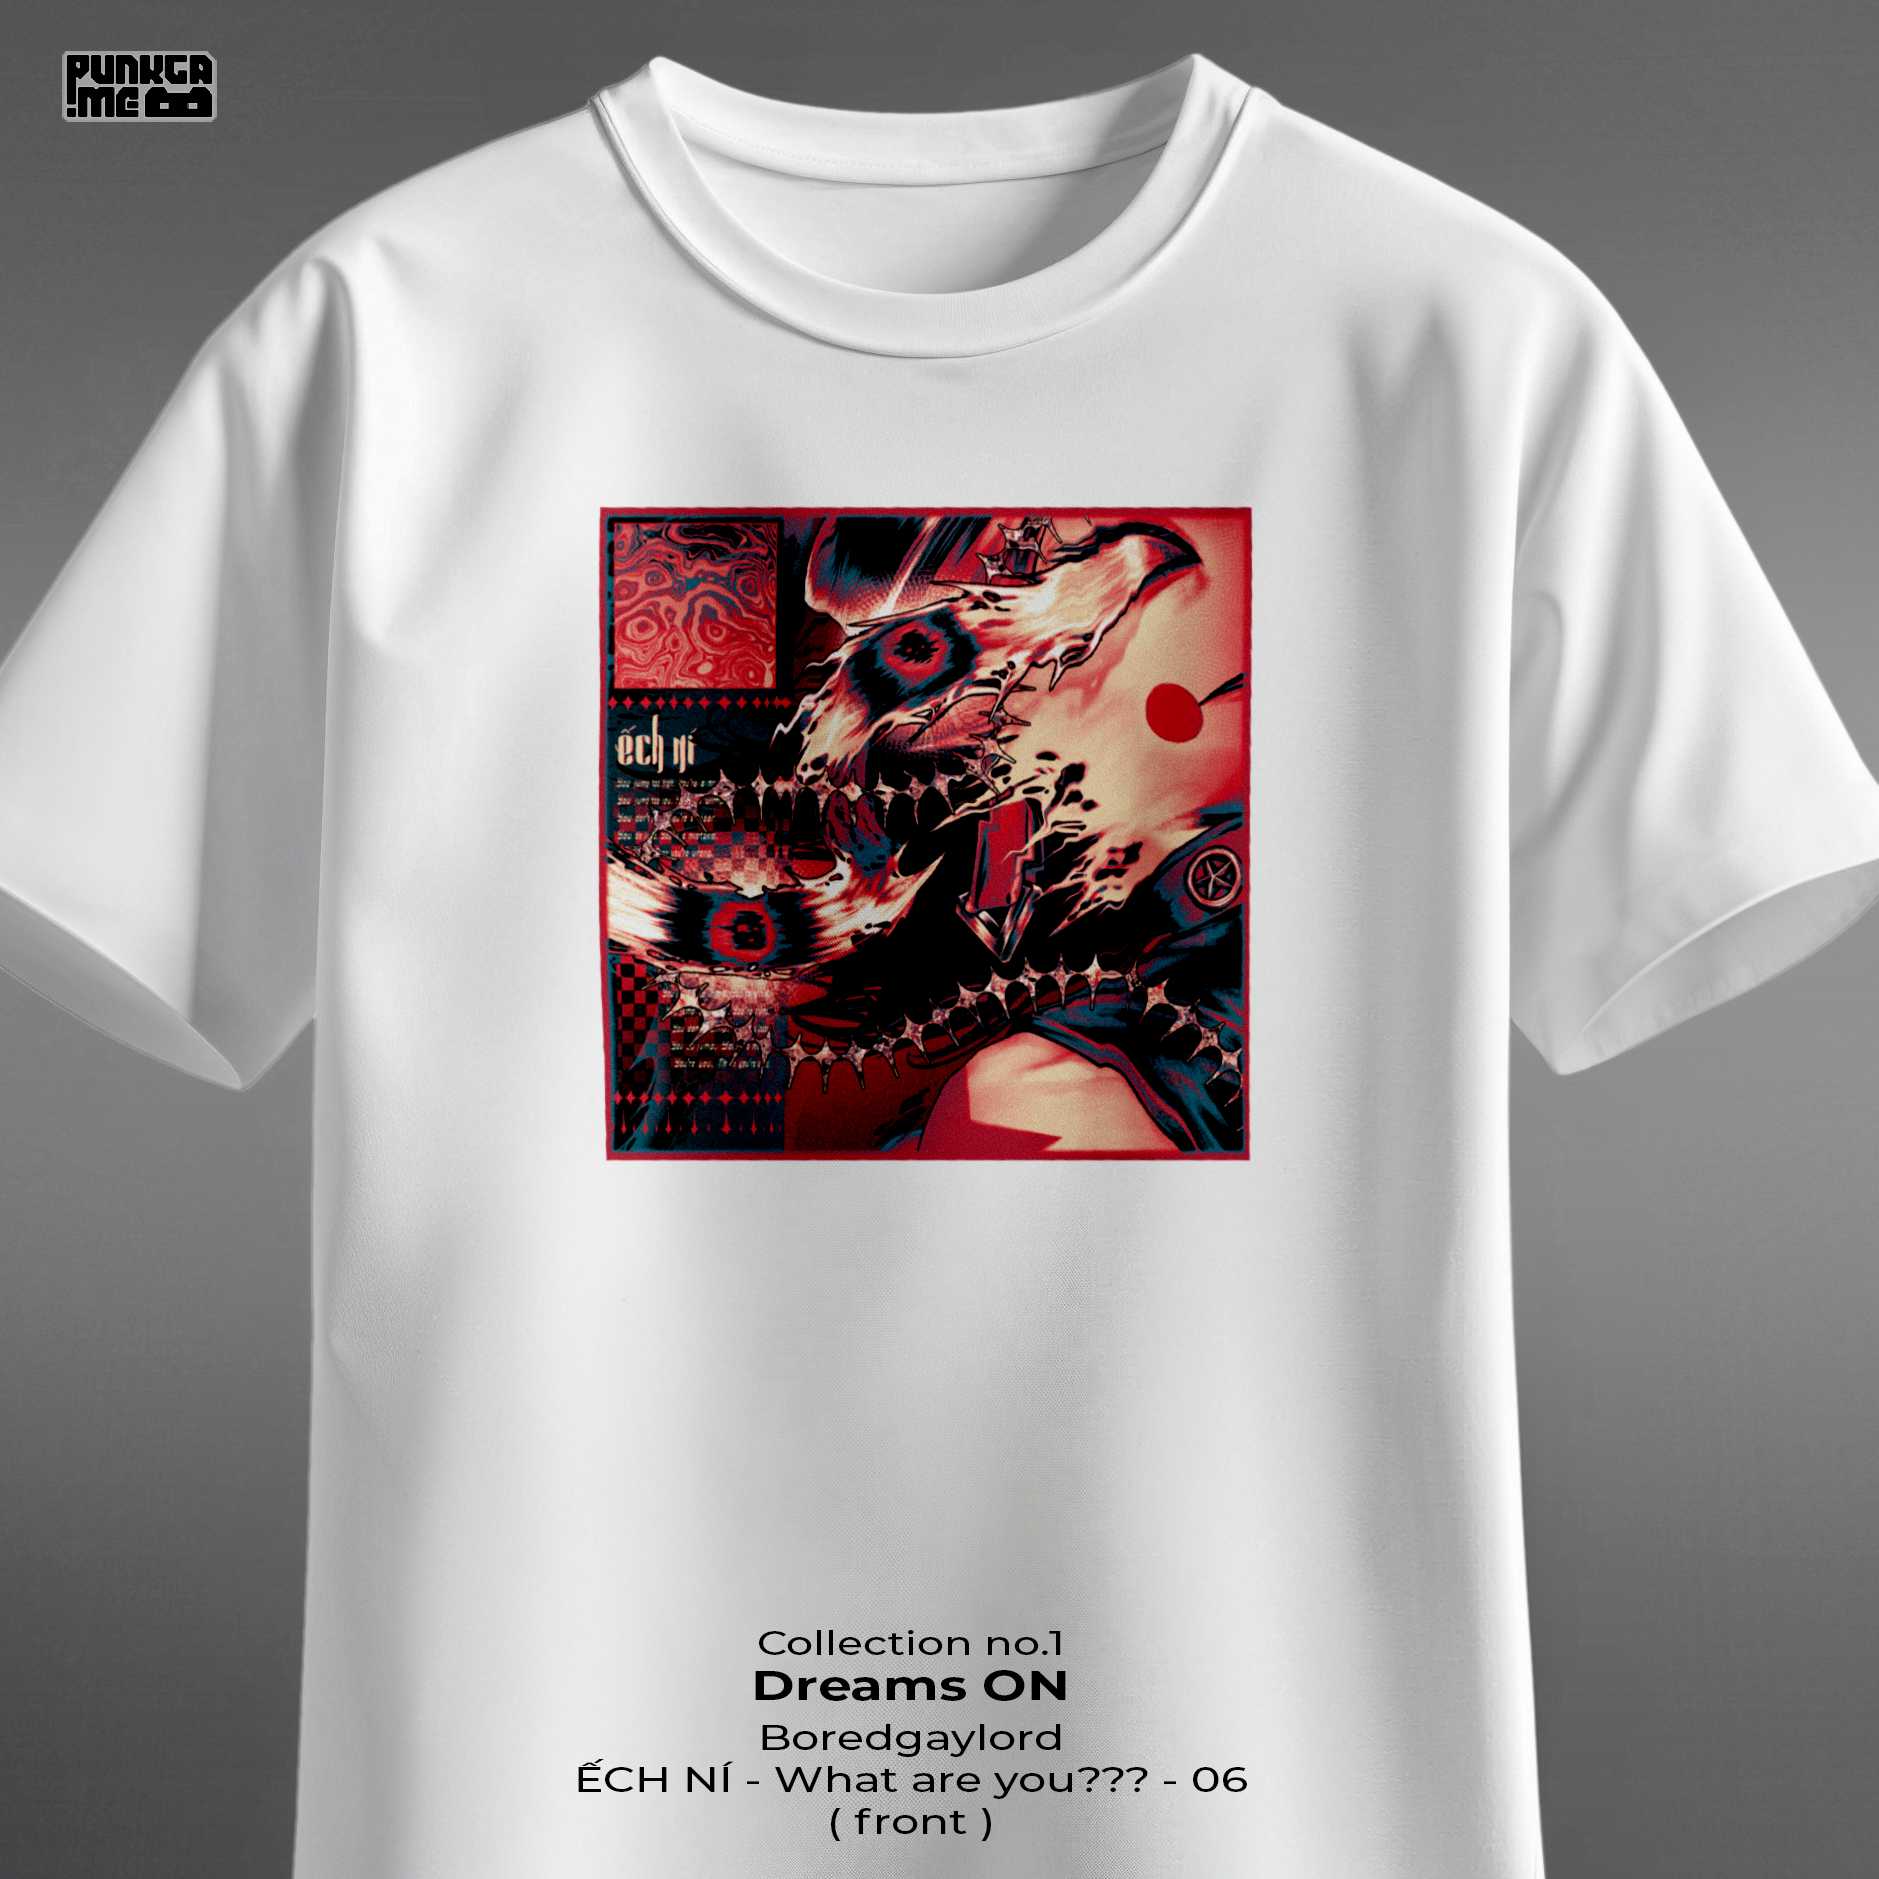 PUNKGA
.ME
ếch ní
Collection no.1
Dreams ON
Boredgaylord
ẾCH NÍ - What are you??? - 06
( front )